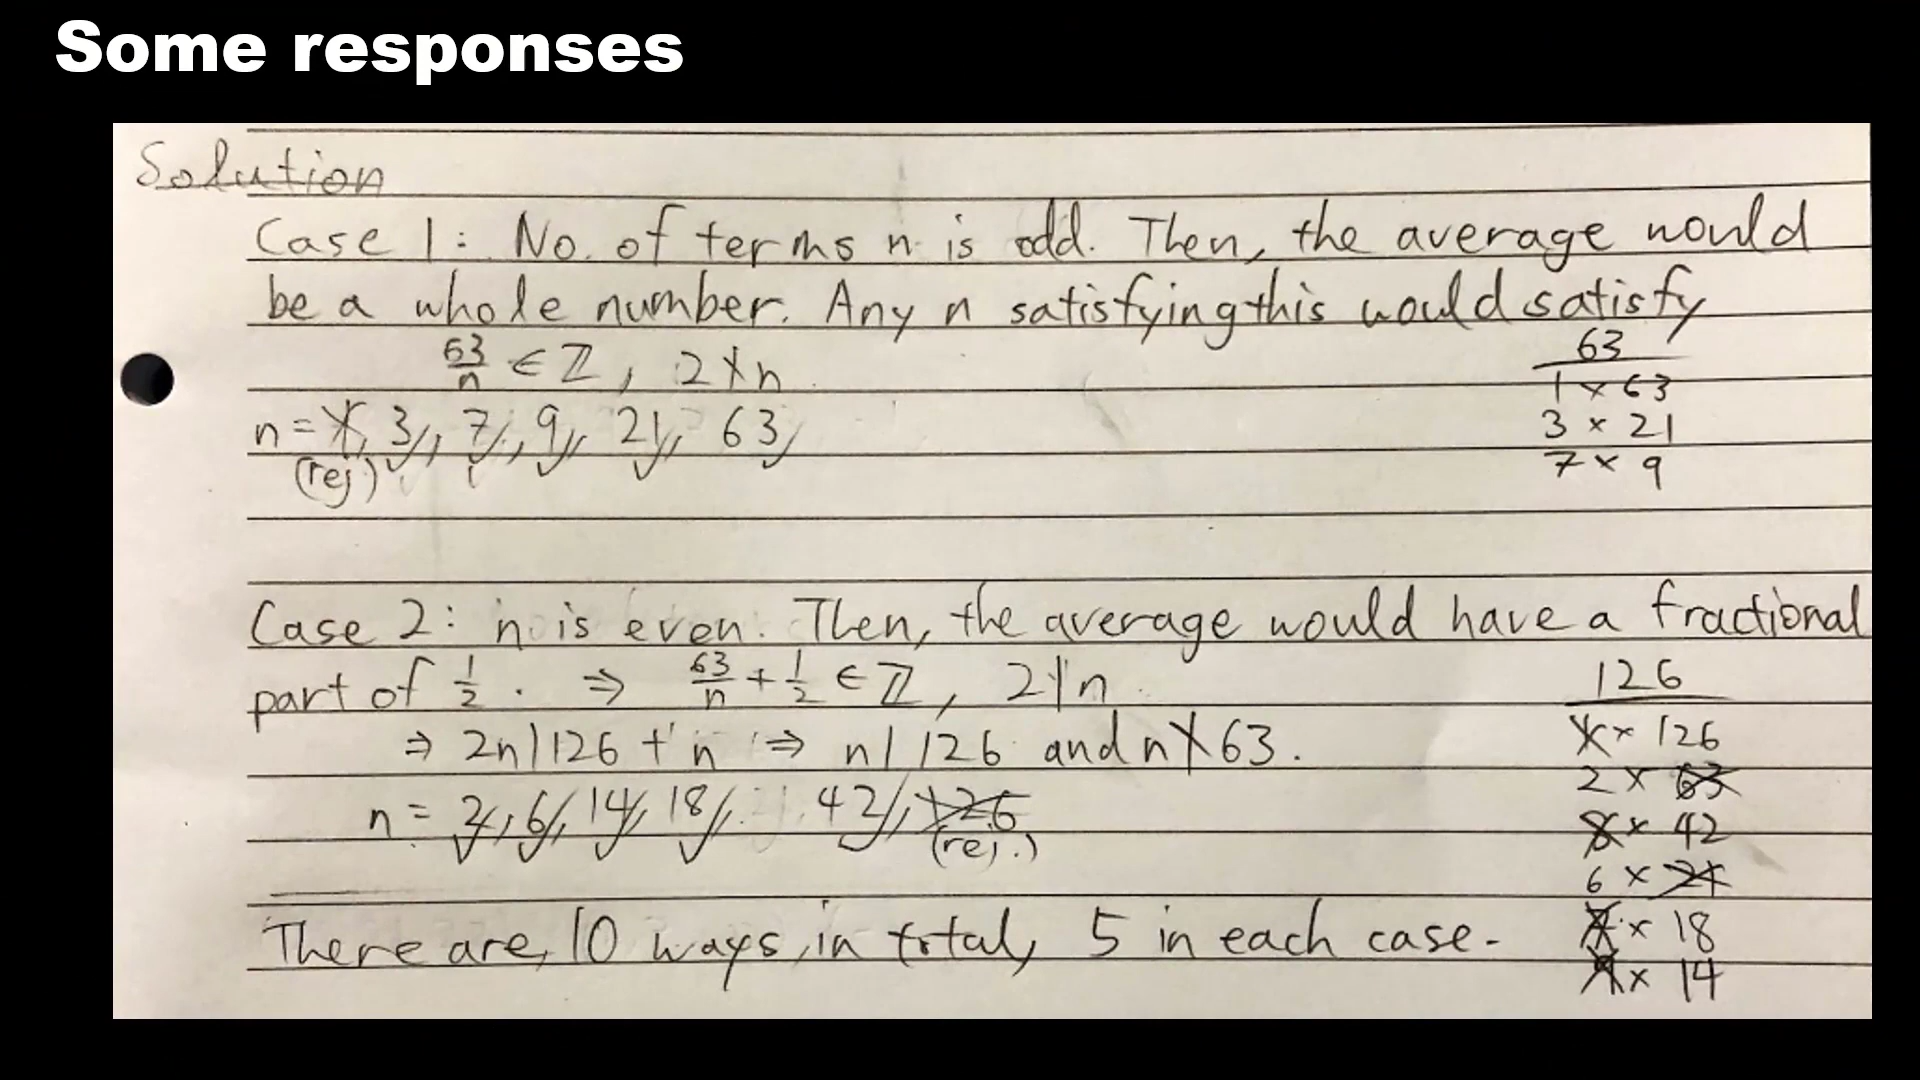 Some responses
Solution
Case 1: No. of terms n is odd. Then, the average would
be a whole number. Any n satisfying this would satisfy
63/n ∈ ℤ, 2∤n
n = 1, 3, 7, 9, 21, 63
(rej)
63
1 × 63
3 × 21
7 × 9
Case 2: n is even. Then, the average would have a fractional
part of 1/2. ⇒ 63/n + 1/2 ∈ ℤ, 2|n
⇒ 2n|126 + n ⇒ n|126 and n∤63.
n = 2, 6, 14, 18, 42, 126
(rej.)
There are 10 ways in total, 5 in each case.
126
1 × 126
2 × 63
3 × 42
6 × 21
7 × 18
9 × 14